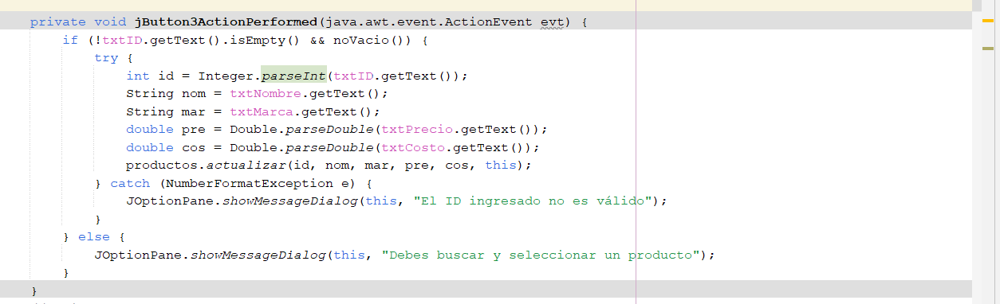 private void jButton3ActionPerformed(java.awt.event.ActionEvent evt) {
    if (!txtID.getText().isEmpty() && noVacio()) {
        try {
            int id = Integer.parseInt(txtID.getText());
            String nom = txtNombre.getText();
            String mar = txtMarca.getText();
            double pre = Double.parseDouble(txtPrecio.getText());
            double cos = Double.parseDouble(txtCosto.getText());
            productos.actualizar(id, nom, mar, pre, cos, this);
        } catch (NumberFormatException e) {
            JOptionPane.showMessageDialog(this, "El ID ingresado no es válido");
        }
    } else {
        JOptionPane.showMessageDialog(this, "Debes buscar y seleccionar un producto");
    }
}